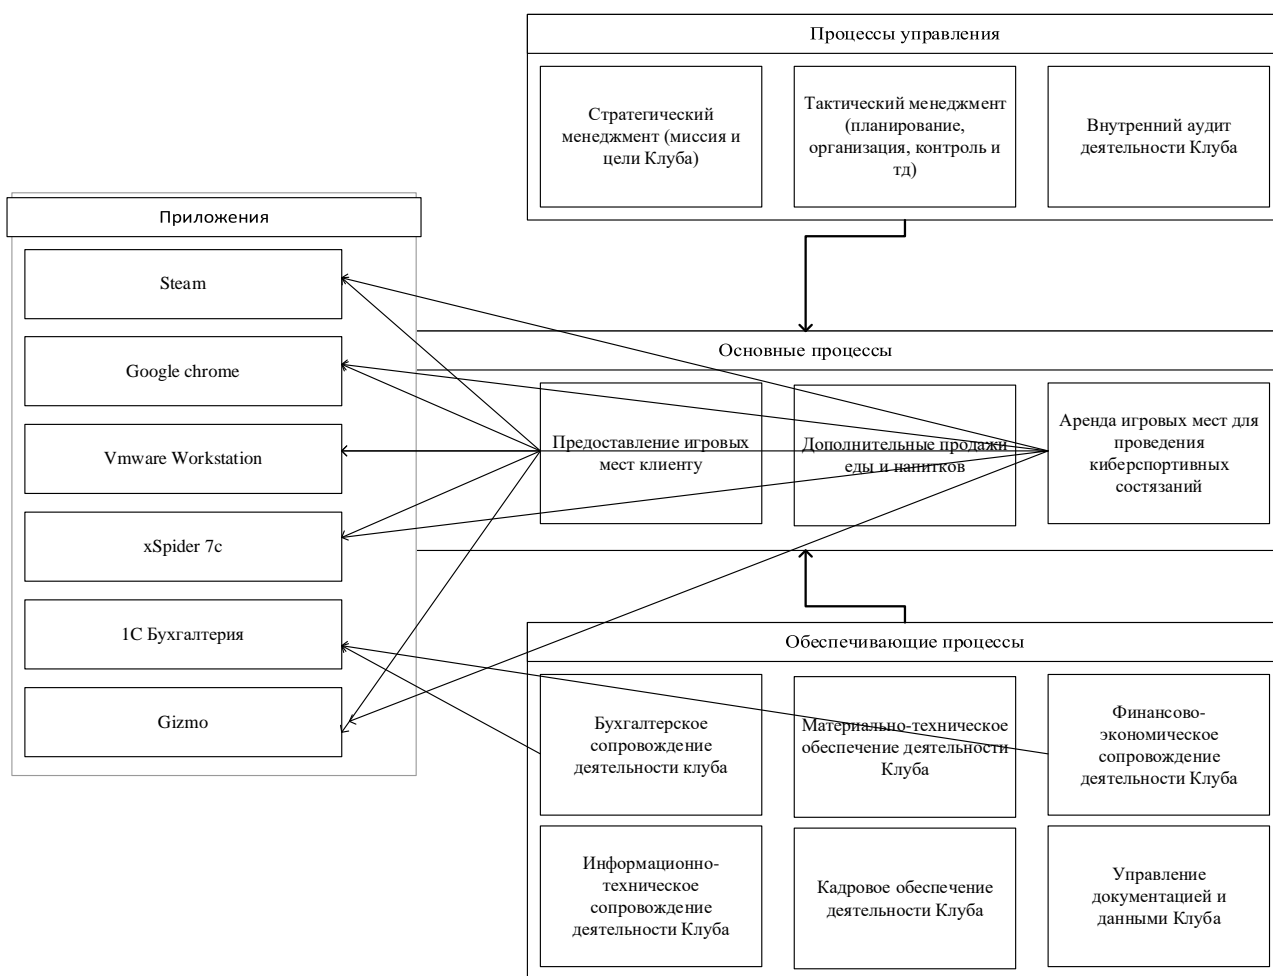 Процессы управления
Стратегический
менеджмент (миссия и
цели Клуба)
Тактический менеджмент
(планирование,
организация, контроль и
тд)
Внутренний аудит
деятельности Клуба
Приложения
Steam
Google chrome
Vmware Workstation
xSpider 7c
1С Бухгалтерия
Gizmo
Основные процессы
Предоставление игровых
мест клиенту
Дополнительные продажи
еды и напитков
Аренда игровых мест для
проведения
киберспортивных
состязаний
Обеспечивающие процессы
Бухгалтерское
сопровождение
деятельности клуба
Материально-техническое
обеспечение деятельности
Клуба
Финансово-
экономическое
сопровождение
деятельности Клуба
Информационно-
техническое
сопровождение
деятельности Клуба
Кадровое обеспечение
деятельности Клуба
Управление
документацией и
данными Клуба